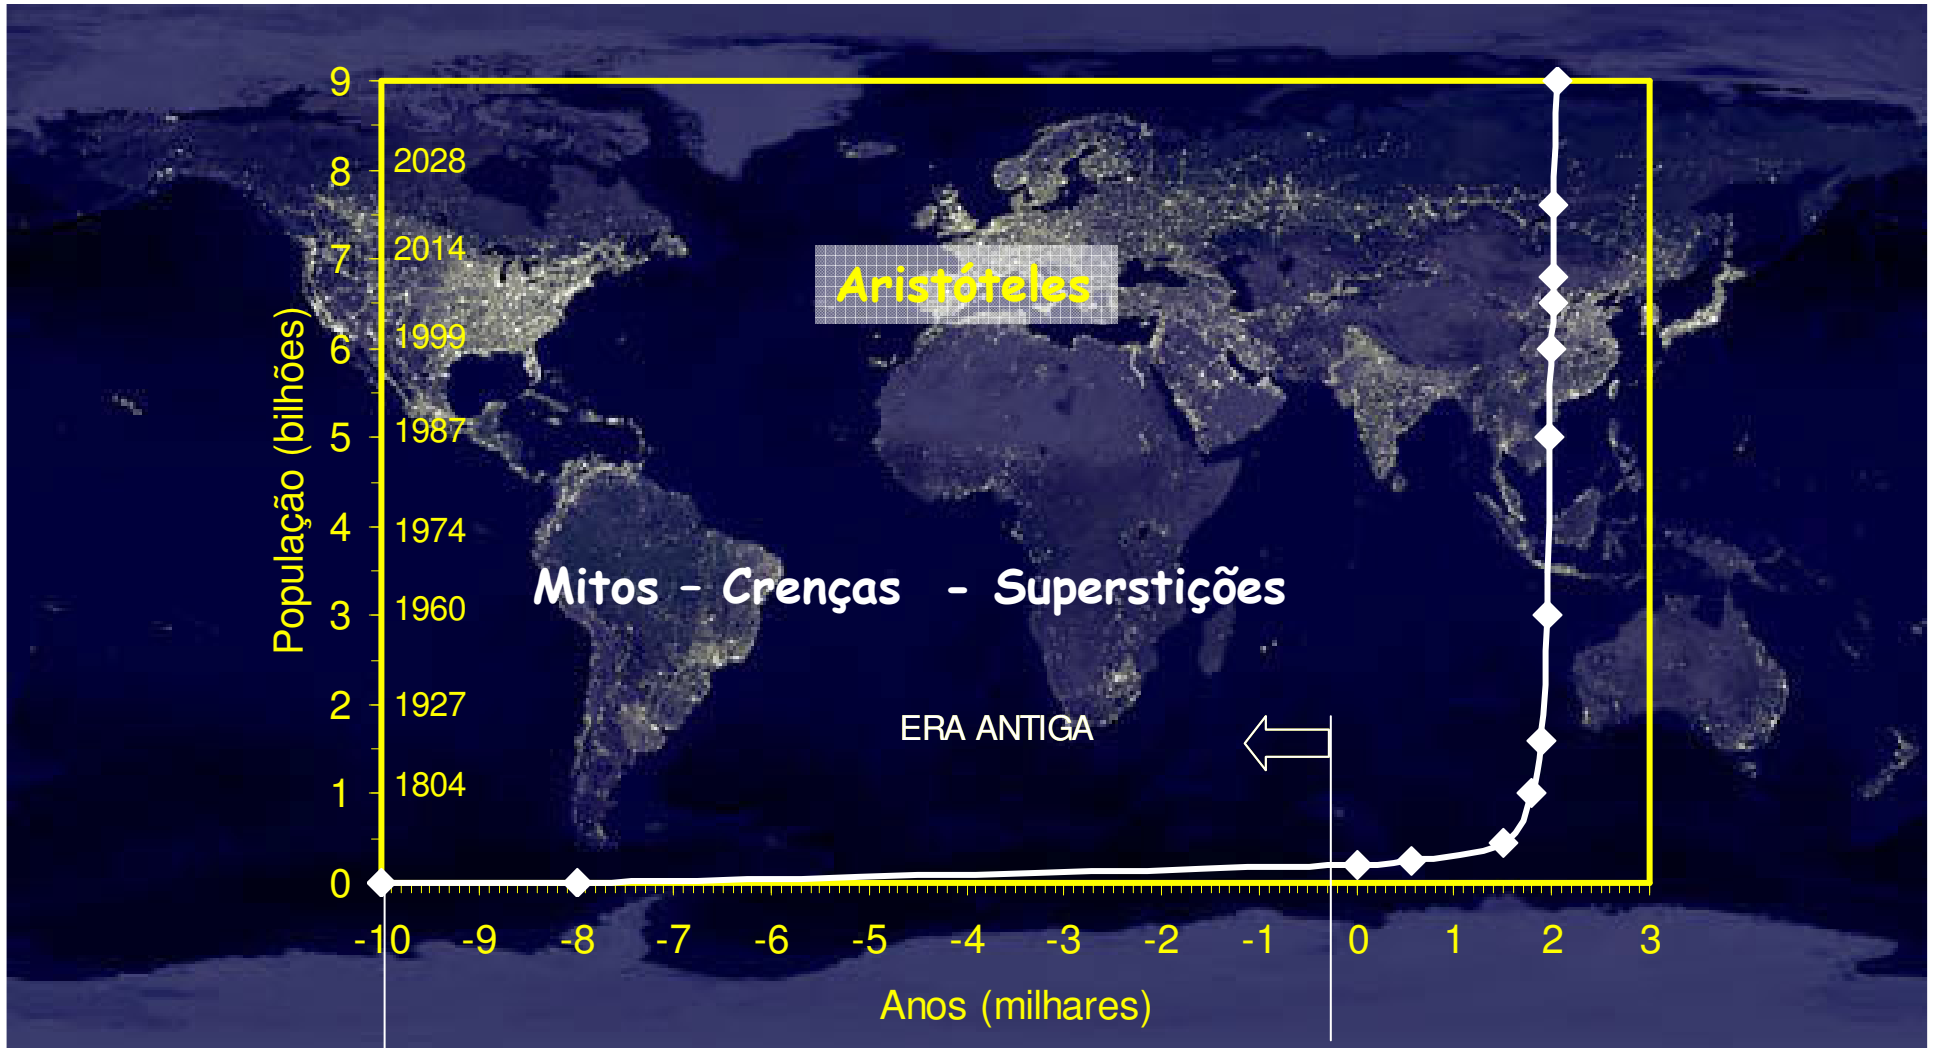 9
8 2028
7 2014
6 1999
5 1987
4 1974
3 1960
2 1927
1 1804
0
População (bilhões)
Aristóteles
Mitos – Crenças - Superstições
ERA ANTIGA
-10 -9 -8 -7 -6 -5 -4 -3 -2 -1 0 1 2 3
Anos (milhares)